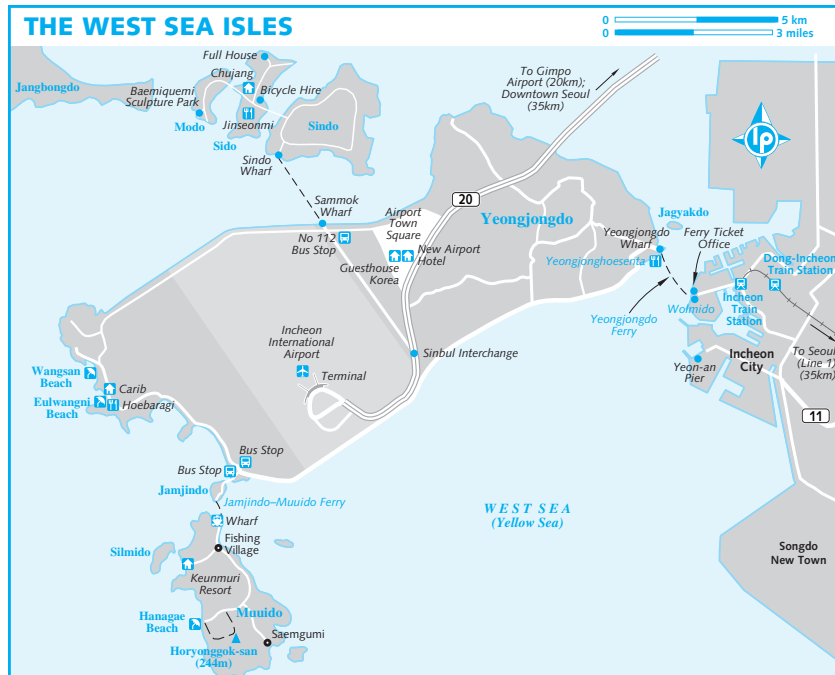 THE WEST SEA ISLES
0
5 km
0
3 miles
Full House
Chujang
Bicycle Hire
Jangbongdo
Baemiquemi
Sculpture Park
Modo
Jinseonmi
Sido
Sindo
Sindo
Wharf
To Gimpo
Airport (20km);
Downtown Seoul
(35km)
lp
20
Sammok
Wharf
Airport
Town
Square
Yeongjongdo
Jagyakdo
No 112
Bus Stop
New Airport
Hotel
Guesthouse
Korea
Yeongjongdo
Wharf
Ferry Ticket
Office
Yeongjonghoesenta
Dong-Incheon
Train Station
Wolmido
Incheon
Train
Station
Yeongjongdo
Ferry
Incheon
International
Airport
Sinbul Interchange
Terminal
Incheon
City
To Seoul
(Line 1)
(35km)
Yeon-an
Pier
11
Wangsan
Beach
Carib
Eulwangni
Beach
Hoebaragi
Bus Stop
Bus Stop
Jamjindo
Jamjindo–Muuido Ferry
WEST SEA
(Yellow Sea)
Wharf
Fishing
Village
Silmido
Keunmuri
Resort
Songdo
New Town
Hanagae
Beach
Muuido
Saemgumi
Horyonggok-san
(244m)